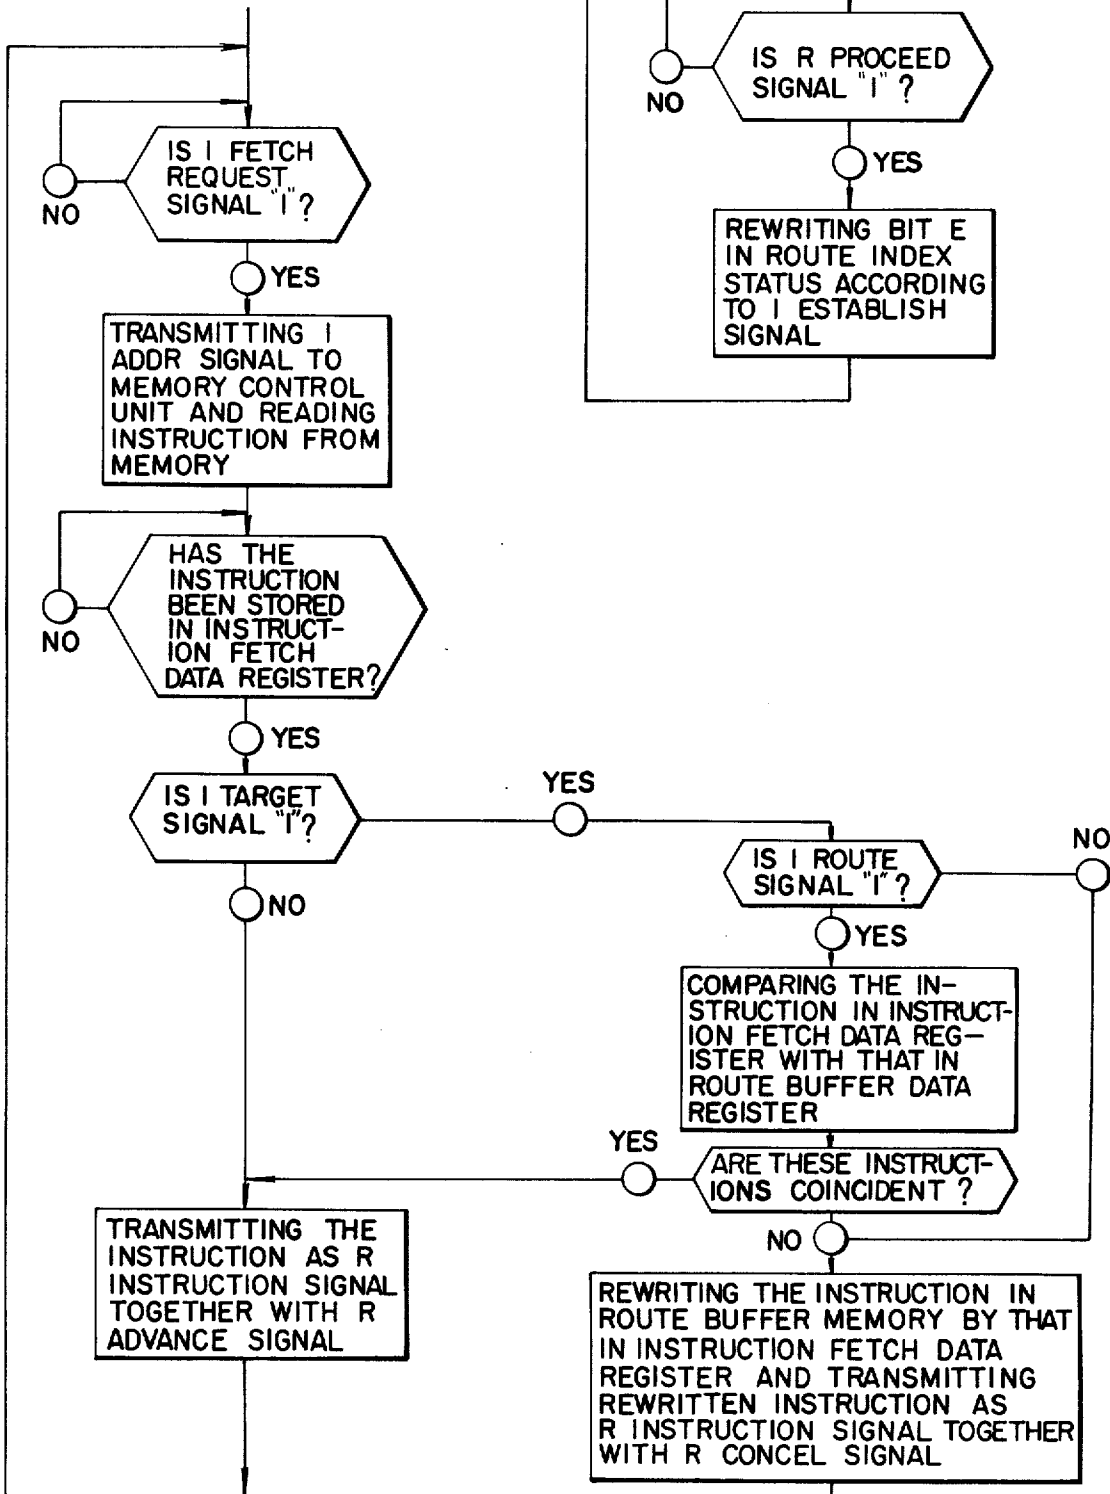 IS I FETCH
REQUEST
SIGNAL "I"?
NO
YES
TRANSMITTING I
ADDR SIGNAL TO
MEMORY CONTROL
UNIT AND READING
INSTRUCTION FROM
MEMORY
HAS THE
INSTRUCTION
BEEN STORED
IN INSTRUCT-
ION FETCH
DATA REGISTER?
NO
YES
IS I TARGET
SIGNAL "I"?
YES
NO
IS R PROCEED
SIGNAL "I" ?
NO
YES
REWRITING BIT E
IN ROUTE INDEX
STATUS ACCORDING
TO I ESTABLISH
SIGNAL
IS I ROUTE
SIGNAL "I" ?
NO
YES
COMPARING THE IN-
STRUCTION IN INSTRUCT-
ION FETCH DATA REG-
ISTER WITH THAT IN
ROUTE BUFFER DATA
REGISTER
YES
ARE THESE INSTRUCT-
IONS COINCIDENT ?
NO
TRANSMITTING THE
INSTRUCTION AS R
INSTRUCTION SIGNAL
TOGETHER WITH R
ADVANCE SIGNAL
REWRITING THE INSTRUCTION IN
ROUTE BUFFER MEMORY BY THAT
IN INSTRUCTION FETCH DATA
REGISTER AND TRANSMITTING
REWRITTEN INSTRUCTION AS
R INSTRUCTION SIGNAL TOGETHER
WITH R CONCEL SIGNAL